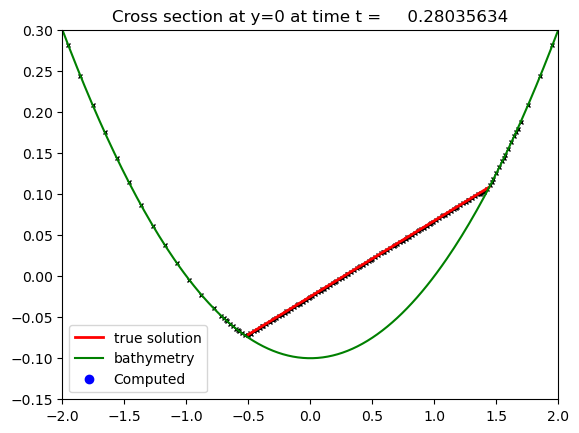 Cross section at y=0 at time t =     0.28035634
0.30
0.25
0.20
0.15
0.10
0.05
0.00
−0.05
−0.10
−0.15
true solution
bathymetry
Computed
−2.0 −1.5 −1.0 −0.5 0.0 0.5 1.0 1.5 2.0